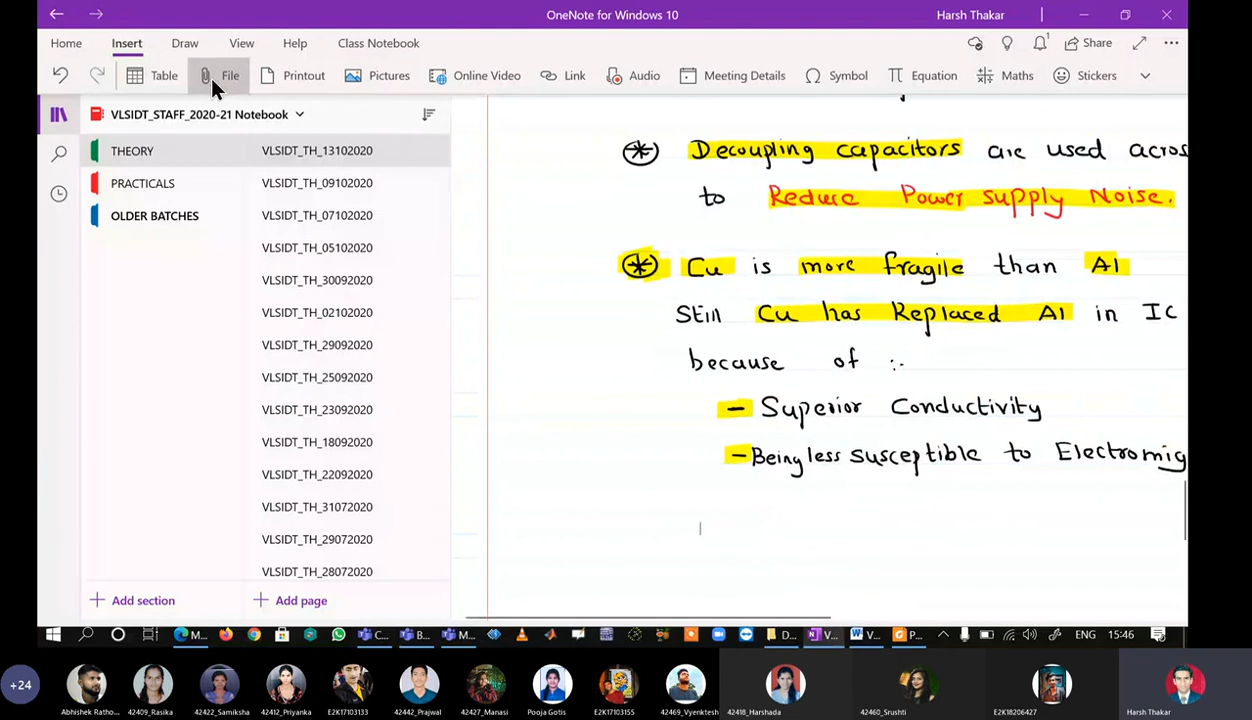 OneNote for Windows 10
Harsh Thakar
Home Insert Draw View Help Class Notebook
Share
Table File Printout Pictures Online Video Link Audio Meeting Details Symbol Equation Maths Stickers
VLSIDT_STAFF_2020-21 Notebook
THEORY
PRACTICALS
OLDER BATCHES
VLSIDT_TH_13102020
VLSIDT_TH_09102020
VLSIDT_TH_07102020
VLSIDT_TH_05102020
VLSIDT_TH_30092020
VLSIDT_TH_02102020
VLSIDT_TH_29092020
VLSIDT_TH_25092020
VLSIDT_TH_23092020
VLSIDT_TH_18092020
VLSIDT_TH_22092020
VLSIDT_TH_31072020
VLSIDT_TH_29072020
VLSIDT_TH_28072020
Add section
Add page
Decoupling capacitors are used across
to Reduce Power supply Noise.
Cu is more fragile than Al
Still Cu has Replaced Al in IC
because of :-
- Superior Conductivity
- Being less susceptible to Electromig
M... C... B... M... D... V... V... P... ENG 15:46
+24
Abhishek Ratho... 42409_Rasika 42422_Samiksha 42412_Priyanka E2K17103133 42442_Prajwal 42427_Manasi Pooja Gotis E2K17103155 42469_Vyenktesh 42418_Harshada 42460_Srushti E2K18206427 Harsh Thakar